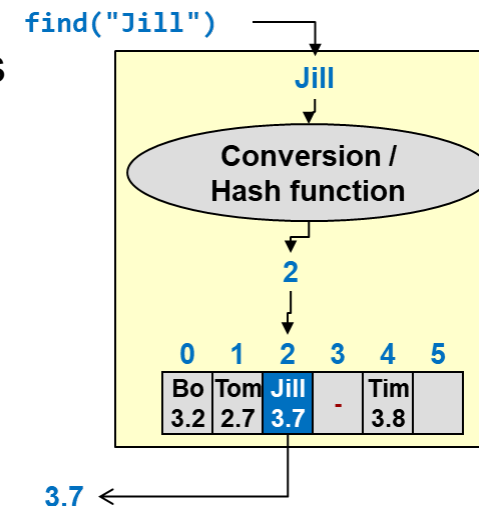 find("Jill")
s
Jill
Conversion /
Hash function
2
0 1 2 3 4 5
Bo Tom Jill - Tim
3.2 2.7 3.7 3.8
3.7